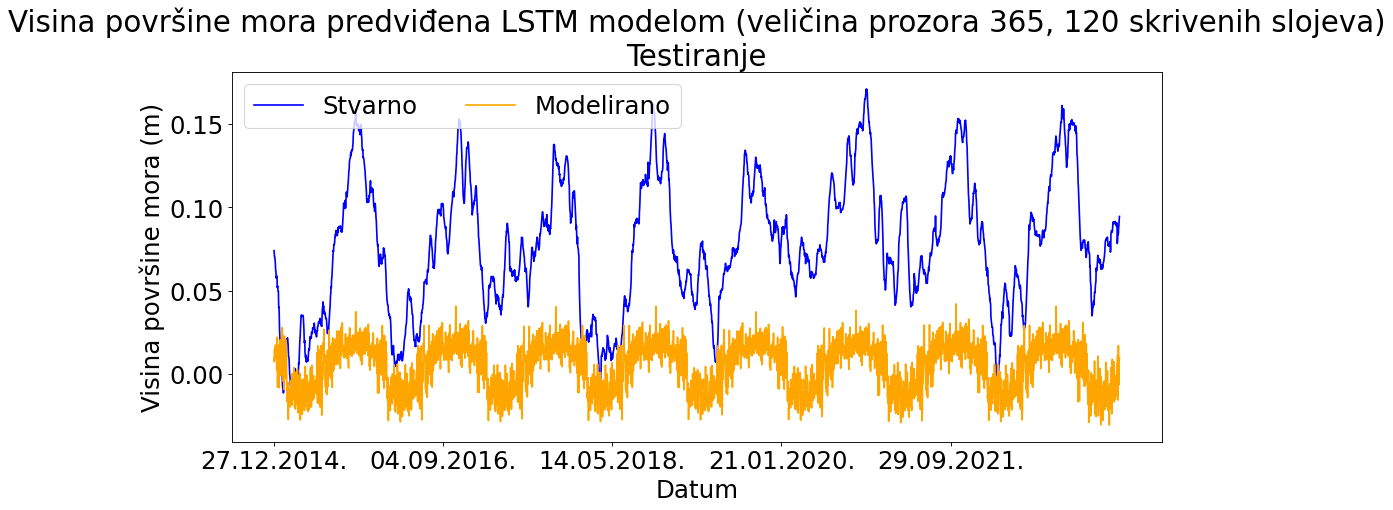 Visina površine mora predviđena LSTM modelom (veličina prozora 365, 120 skrivenih slojeva)
Testiranje
Stvarno
Modelirano
Visina površine mora (m)
0.15
0.10
0.05
0.00
27.12.2014.
04.09.2016.
14.05.2018.
21.01.2020.
29.09.2021.
Datum